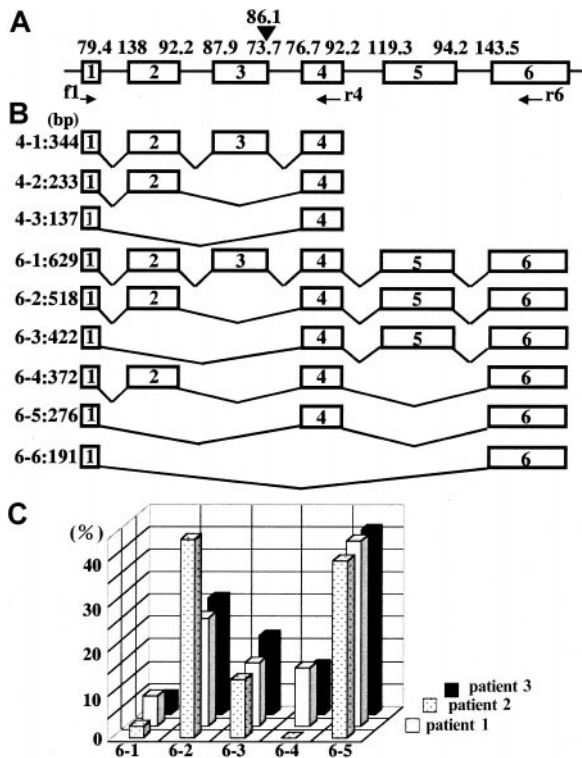 A
86.1
79.4 138 92.2 87.9 73.7 76.7 92.2 119.3 94.2 143.5
1 2 3 4 5 6
f1 r4 r6
B
(bp)
4-1:344 1 2 3 4
4-2:233 1 2 4
4-3:137 1 4
6-1:629 1 2 3 4 5 6
6-2:518 1 2 4 5 6
6-3:422 1 4 5 6
6-4:372 1 2 4 6
6-5:276 1 4 6
6-6:191 1 6
C
(%)
40
30
20
10
0
6-1 6-2 6-3 6-4 6-5
patient 3
patient 2
patient 1